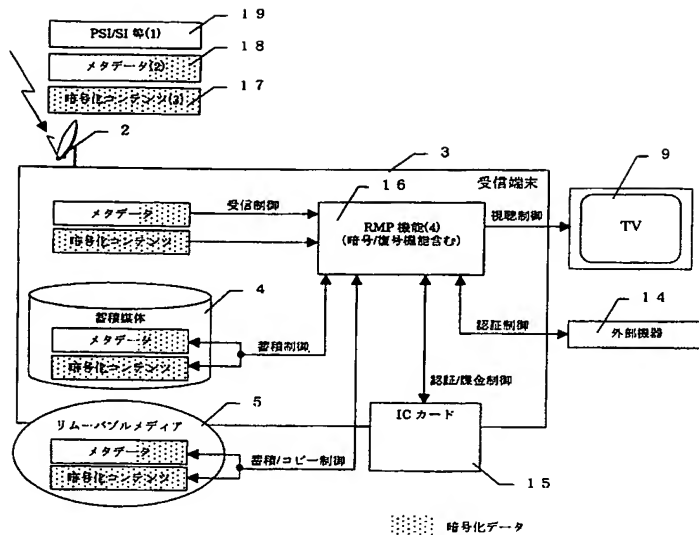 19
PSI/SI 等(1)
18
メタデータ(2)
17
暗号化コンテンツ(3)
2
3
受信端末
9
TV
16
RMP 機能(4)
(暗号/復号機能含む)
メタデータ
受信制御
暗号化コンテンツ
視聴制御
4
蓄積媒体
メタデータ
暗号化コンテンツ
蓄積制御
認証制御
14
外部機器
認証/課金制御
5
リムーバブルメディア
メタデータ
暗号化コンテンツ
蓄積/コピー制御
IC カード
15
暗号化データ